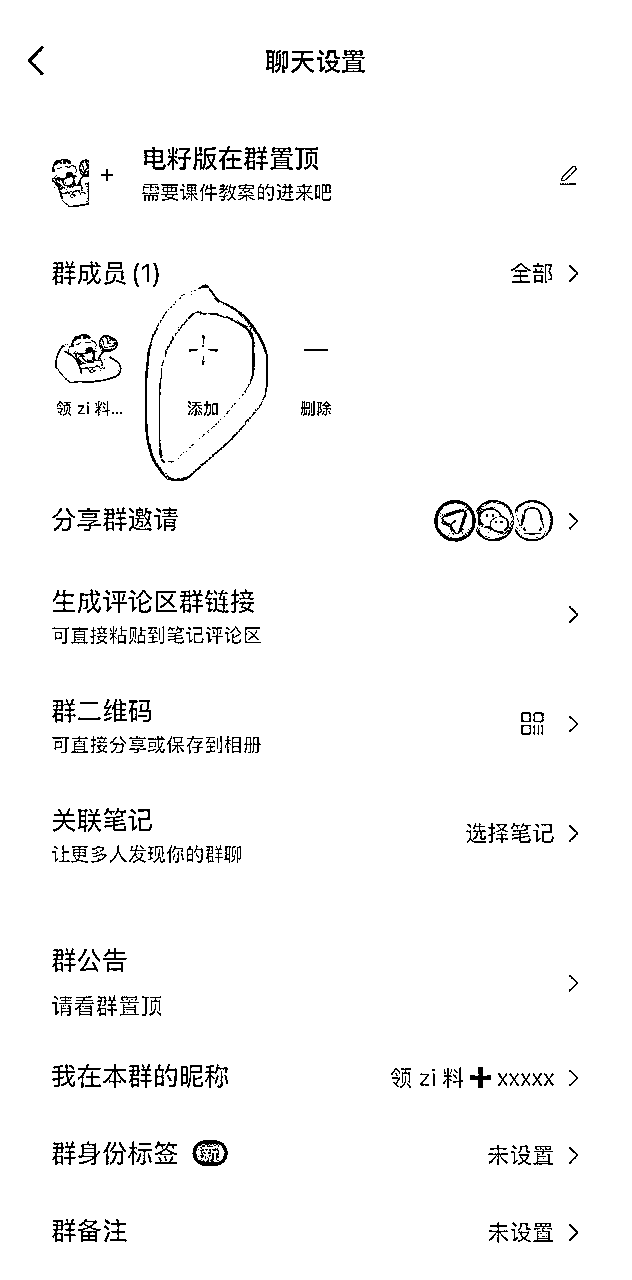 聊天设置
电籽版在群置顶
需要课件教案的进来吧
群成员 (1)
全部
领 zi 料...
添加
删除
分享群邀请
生成评论区群链接
可直接粘贴到笔记评论区
群二维码
可直接分享或保存到相册
关联笔记
选择笔记
让更多人发现你的群聊
群公告
请看群置顶
我在本群的昵称
领 zi 料➕xxxxx
群身份标签 新
未设置
群备注
未设置